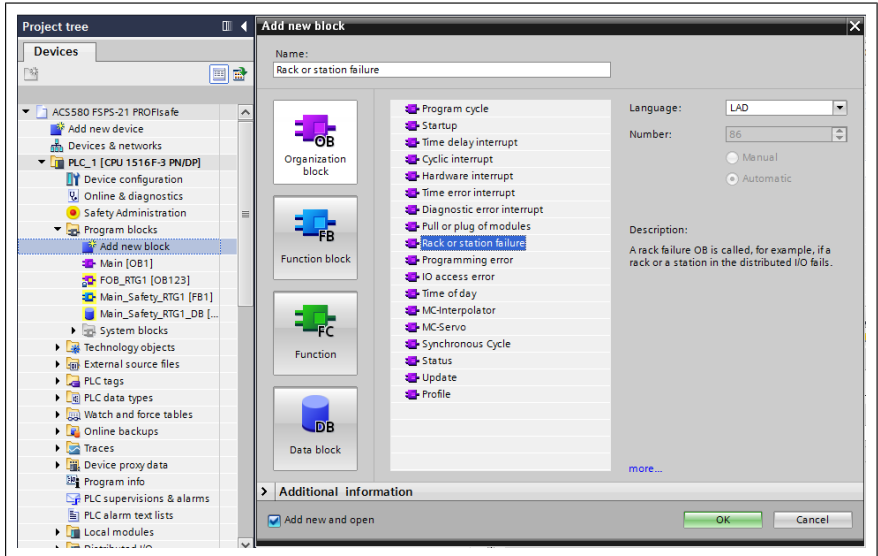 Project tree
Devices
ACS580 FSPS-21 PROFIsafe
Add new device
Devices & networks
PLC_1 [CPU 1516F-3 PN/DP]
Device configuration
Online & diagnostics
Safety Administration
Program blocks
Add new block
Main [OB1]
FOB_RTG1 [OB123]
Main_Safety_RTG1 [FB1]
Main_Safety_RTG1_DB [...
System blocks
Technology objects
External source files
PLC tags
PLC data types
Watch and force tables
Online backups
Traces
Device proxy data
Program info
PLC supervisions & alarms
PLC alarm text lists
Local modules
Distributed I/O
Add new block
Name:
Rack or station failure
OB
Organization
block
FB
Function block
FC
Function
DB
Data block
Program cycle
Startup
Time delay interrupt
Cyclic interrupt
Hardware interrupt
Time error interrupt
Diagnostic error interrupt
Pull or plug of modules
Rack or station failure
Programming error
IO access error
Time of day
MC-Interpolator
MC-Servo
Synchronous Cycle
Status
Update
Profile
Language: LAD
Number: 86
Manual
Automatic
Description:
A rack failure OB is called, for example, if a
rack or a station in the distributed I/O fails.
more...
Additional information
Add new and open
OK Cancel